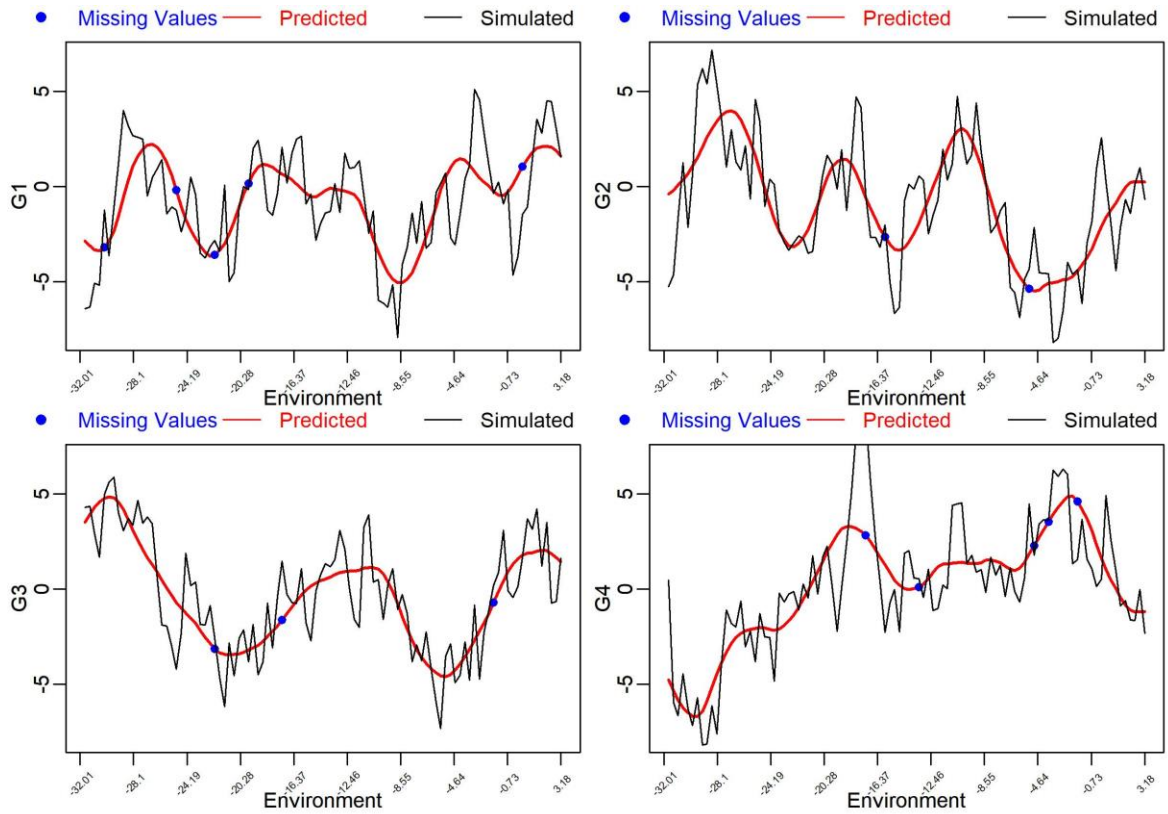 Missing Values Predicted Simulated
G1
5
0
-5
-32.01 -28.1 -24.19 -20.28 -16.37 -12.46 -8.55 -4.64 -0.73 3.18
Environment
Missing Values Predicted Simulated
G2
5
0
-5
-32.01 -28.1 -24.19 -20.28 -16.37 -12.46 -8.55 -4.64 -0.73 3.18
Environment
Missing Values Predicted Simulated
G3
5
0
-5
-32.01 -28.1 -24.19 -20.28 -16.37 -12.46 -8.55 -4.64 -0.73 3.18
Environment
Missing Values Predicted Simulated
G4
5
0
-5
-32.01 -28.1 -24.19 -20.28 -16.37 -12.46 -8.55 -4.64 -0.73 3.18
Environment